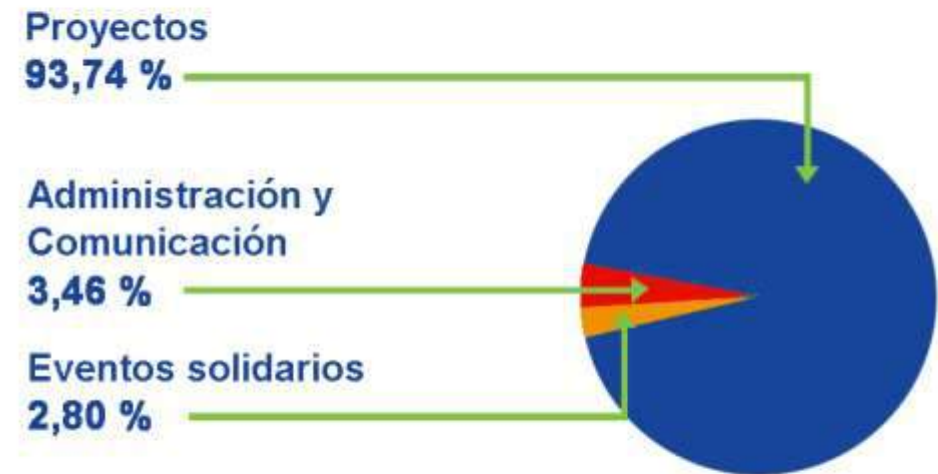 Proyectos
93,74 %
Administración y
Comunicación
3,46 %
Eventos solidarios
2,80 %